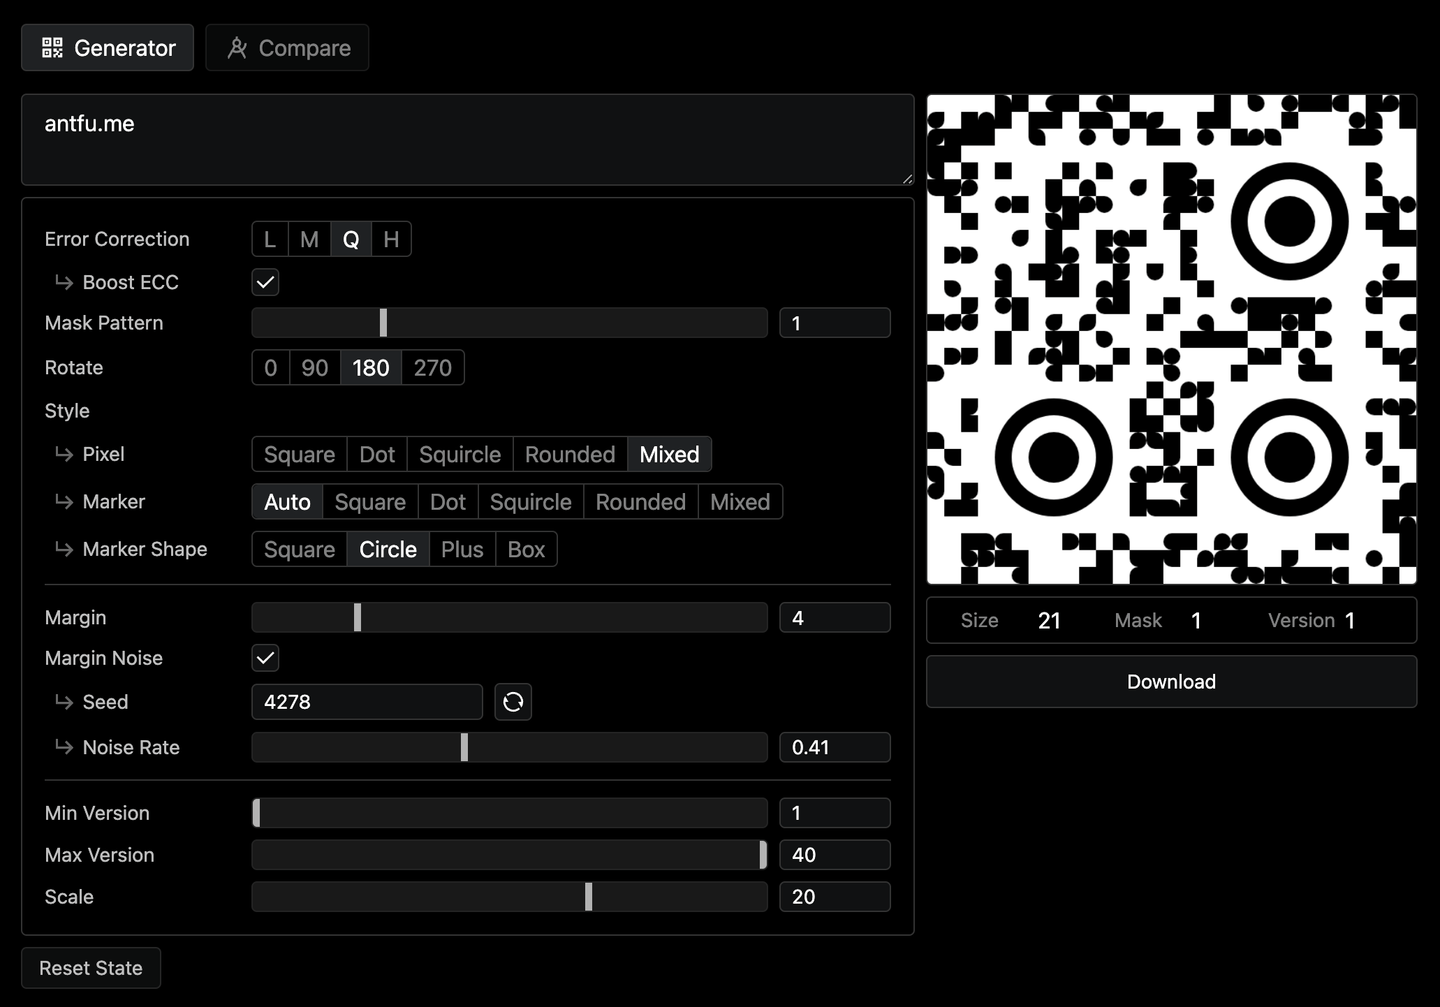 Generator Compare
antfu.me
Error Correction L M Q H
Boost ECC
Mask Pattern 1
Rotate 0 90 180 270
Style
Pixel Square Dot Squircle Rounded Mixed
Marker Auto Square Dot Squircle Rounded Mixed
Marker Shape Square Circle Plus Box
Margin 4
Margin Noise
Seed 4278
Noise Rate 0.41
Min Version 1
Max Version 40
Scale 20
Reset State
Size 21 Mask 1 Version 1
Download